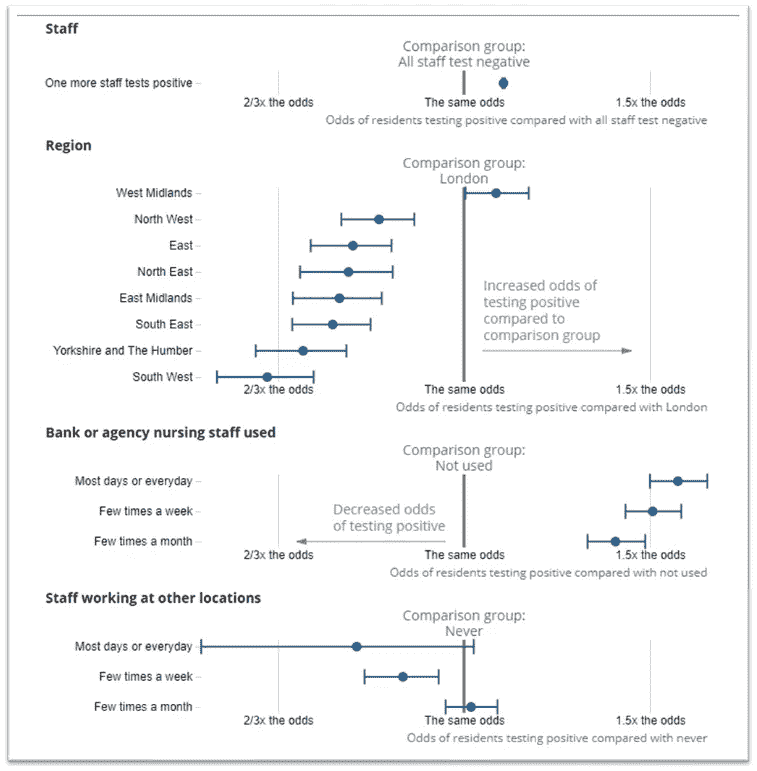 Staff
Comparison group:
All staff test negative
One more staff tests positive
2/3x the odds The same odds 1.5x the odds
Odds of residents testing positive compared with all staff test negative
Region
Comparison group:
London
West Midlands
North West
East
North East
East Midlands
South East
Yorkshire and The Humber
South West
Increased odds of
testing positive
compared to
comparison group
2/3x the odds The same odds 1.5x the odds
Odds of residents testing positive compared with London
Bank or agency nursing staff used
Comparison group:
Not used
Most days or everyday
Few times a week
Few times a month
Decreased odds
of testing positive
2/3x the odds The same odds 1.5x the odds
Odds of residents testing positive compared with not used
Staff working at other locations
Comparison group:
Never
Most days or everyday
Few times a week
Few times a month
2/3x the odds The same odds 1.5x the odds
Odds of residents testing positive compared with never